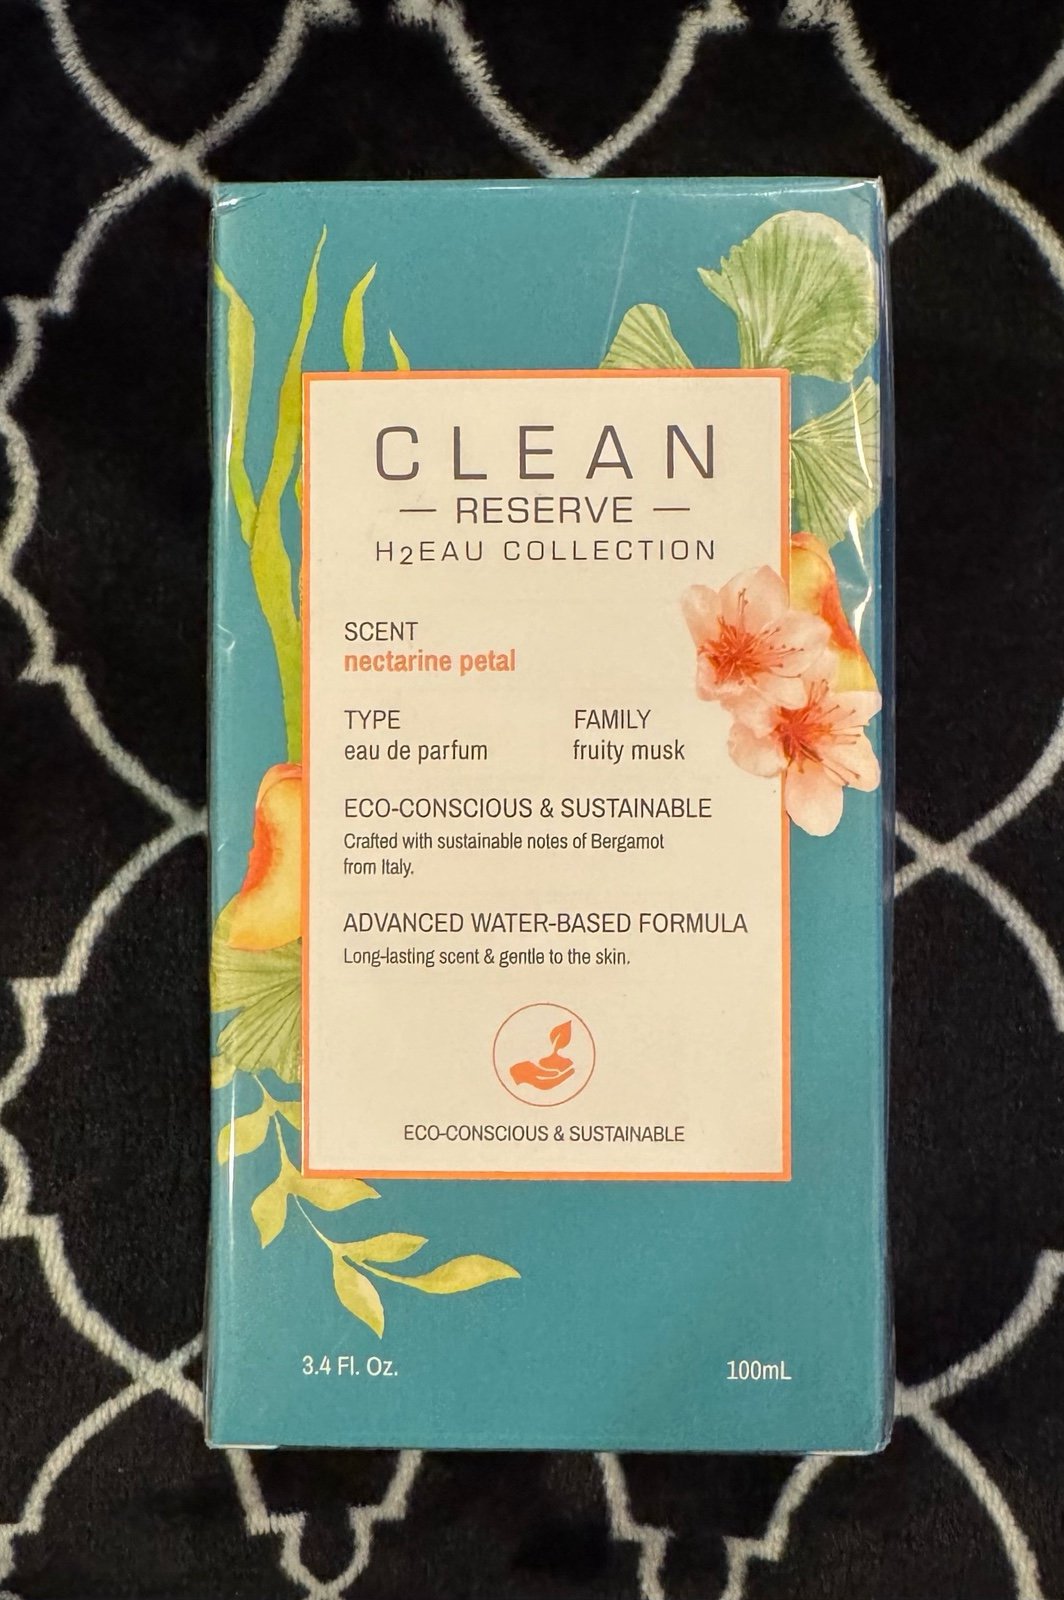 CLEAN
— RESERVE —
H2EAU COLLECTION
SCENT
nectarine petal
TYPE FAMILY
eau de parfum fruity musk
ECO-CONSCIOUS & SUSTAINABLE
Crafted with sustainable notes of Bergamot
from Italy.
ADVANCED WATER-BASED FORMULA
Long-lasting scent & gentle to the skin.
ECO-CONSCIOUS & SUSTAINABLE
3.4 Fl. Oz. 100mL